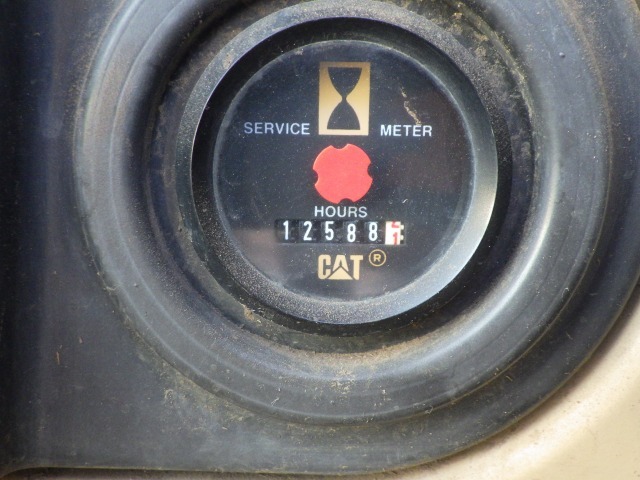 SERVICE METER
HOURS
12588
CAT ®